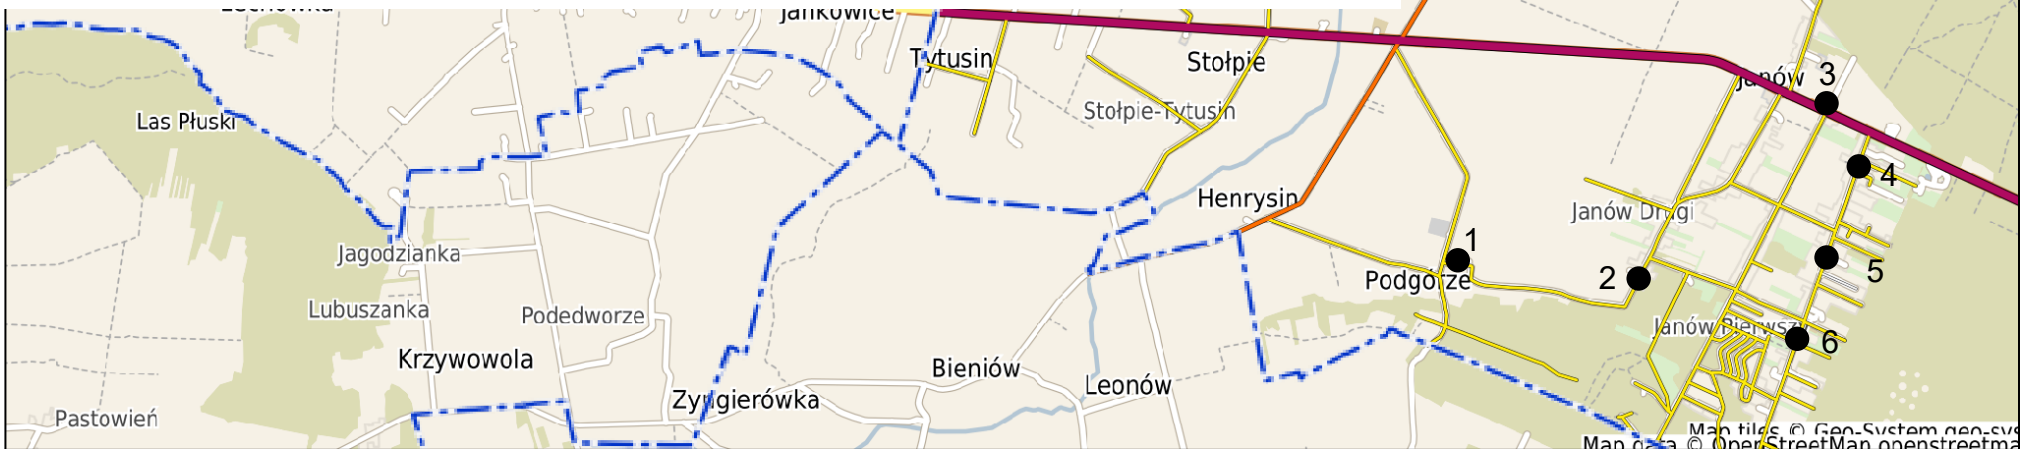 Jankowice
Tytusin
Stołpie
Janów
3
Las Płuski
Stołpie-Tytusin
4
Henrysin
Janów Drugi
1
Jagodzianka
Podgórze
2
5
Lubuszanka
Podedworze
Janów Pierwszy
6
Krzywowola
Bieniów
Leonów
Zyngierówka
Pastowień
Map tiles © Geo-System geo-sys
Map data © OpenStreetMap openstreetma